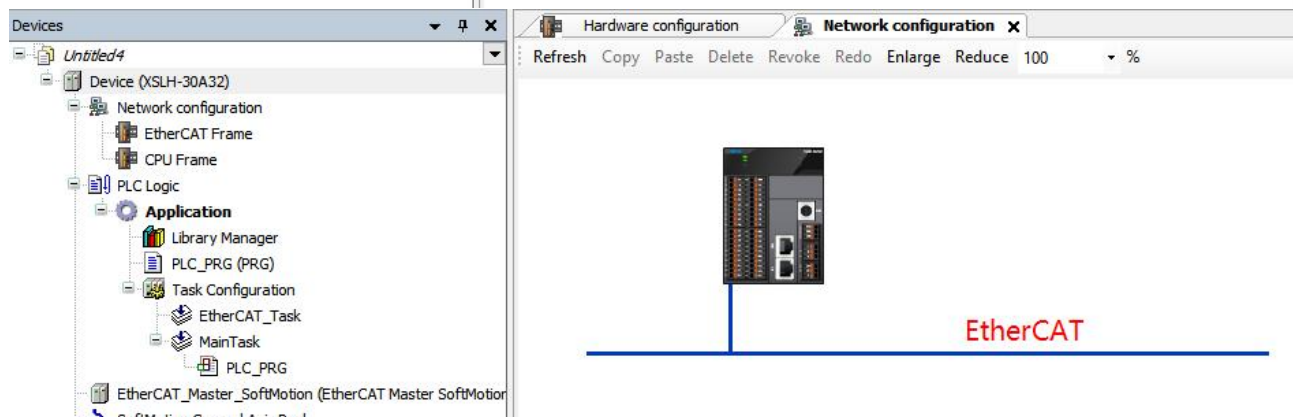 Devices
Untitled4
Device (XSLH-30A32)
Network configuration
EtherCAT Frame
CPU Frame
PLC Logic
Application
Library Manager
PLC_PRG (PRG)
Task Configuration
EtherCAT_Task
MainTask
PLC_PRG
EtherCAT_Master_SoftMotion (EtherCAT Master SoftMotion
Hardware configuration
Network configuration
Refresh Copy Paste Delete Revoke Redo Enlarge Reduce 100 %
EtherCAT